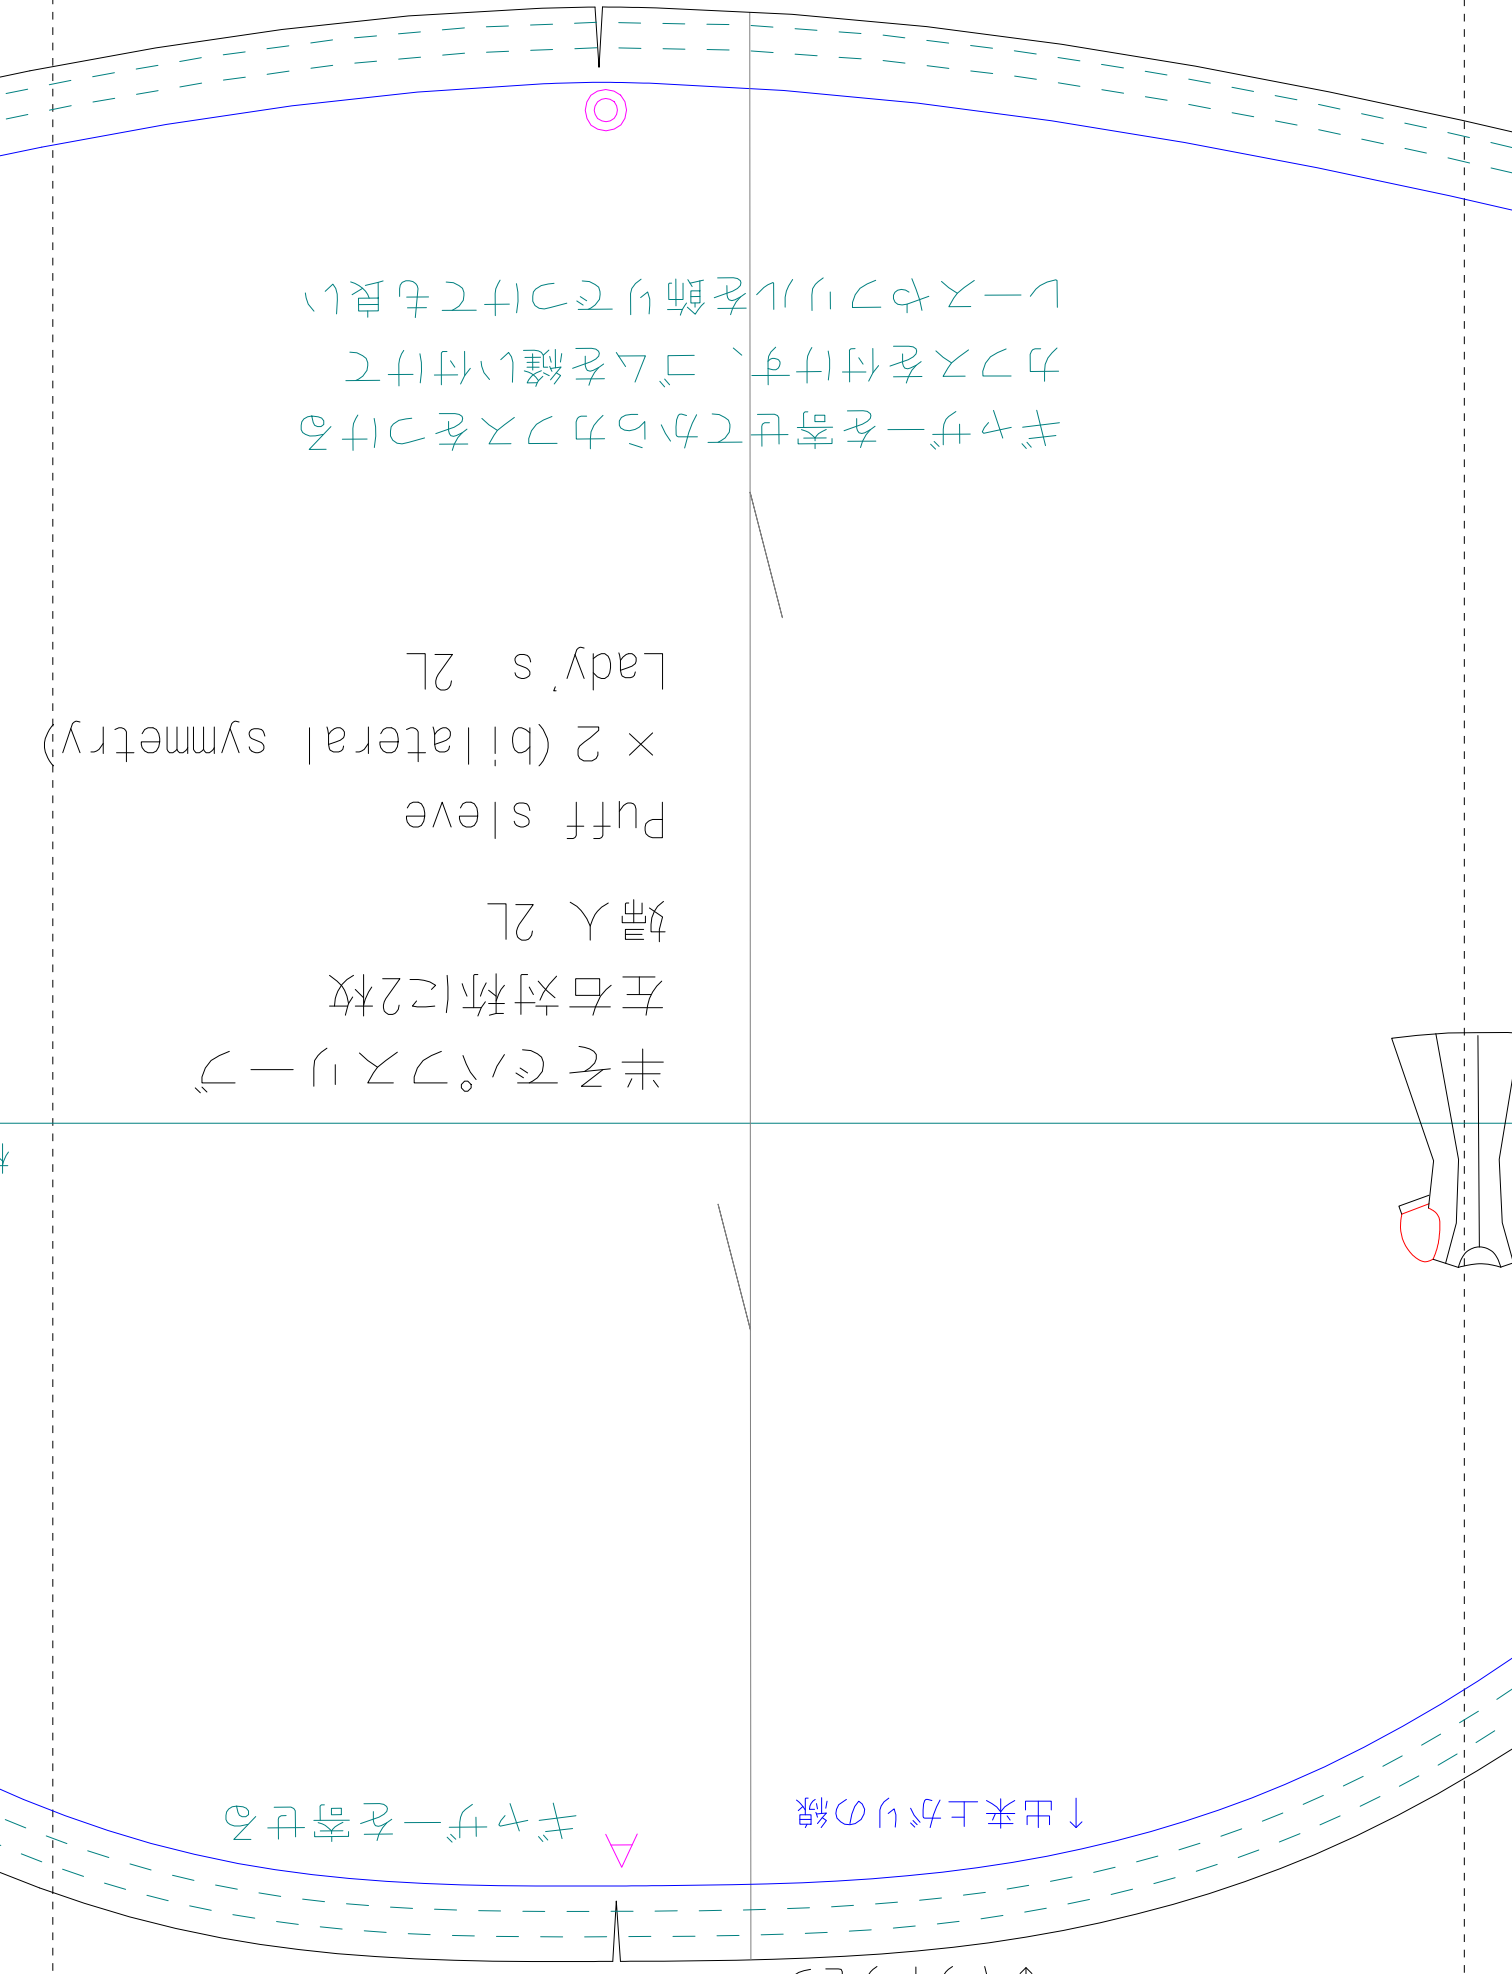 ↑出来上がりの線
A
ギャザーを寄せる
半そでパフスリーブ
左右対称に2枚
婦人 2L
Puff sleve
×２(bilateral symmetry)
Lady's 2L
ギャザーを寄せてからカフスをつける
カフスを付けす、ゴムを縫い付けて
レースやフリルを飾りでつけても良い